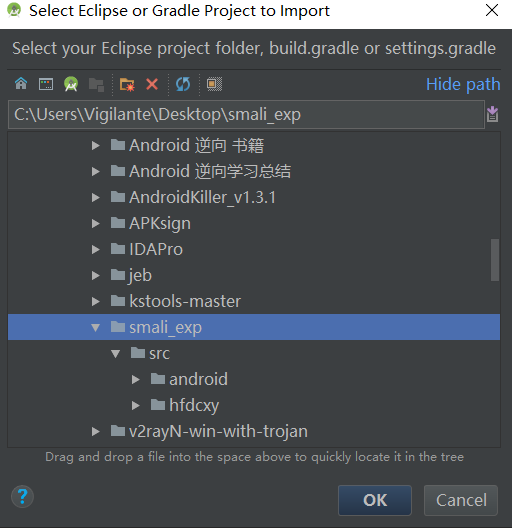 Select Eclipse or Gradle Project to Import
Select your Eclipse project folder, build.gradle or settings.gradle
Hide path
C:\Users\Vigilante\Desktop\smali_exp
Android 逆向 书籍
Android 逆向学习总结
AndroidKiller_v1.3.1
APKsign
IDAPro
jeb
kstools-master
smali_exp
src
android
hfdcxy
v2rayN-win-with-trojan
Drag and drop a file into the space above to quickly locate it in the tree
?
OK
Cancel